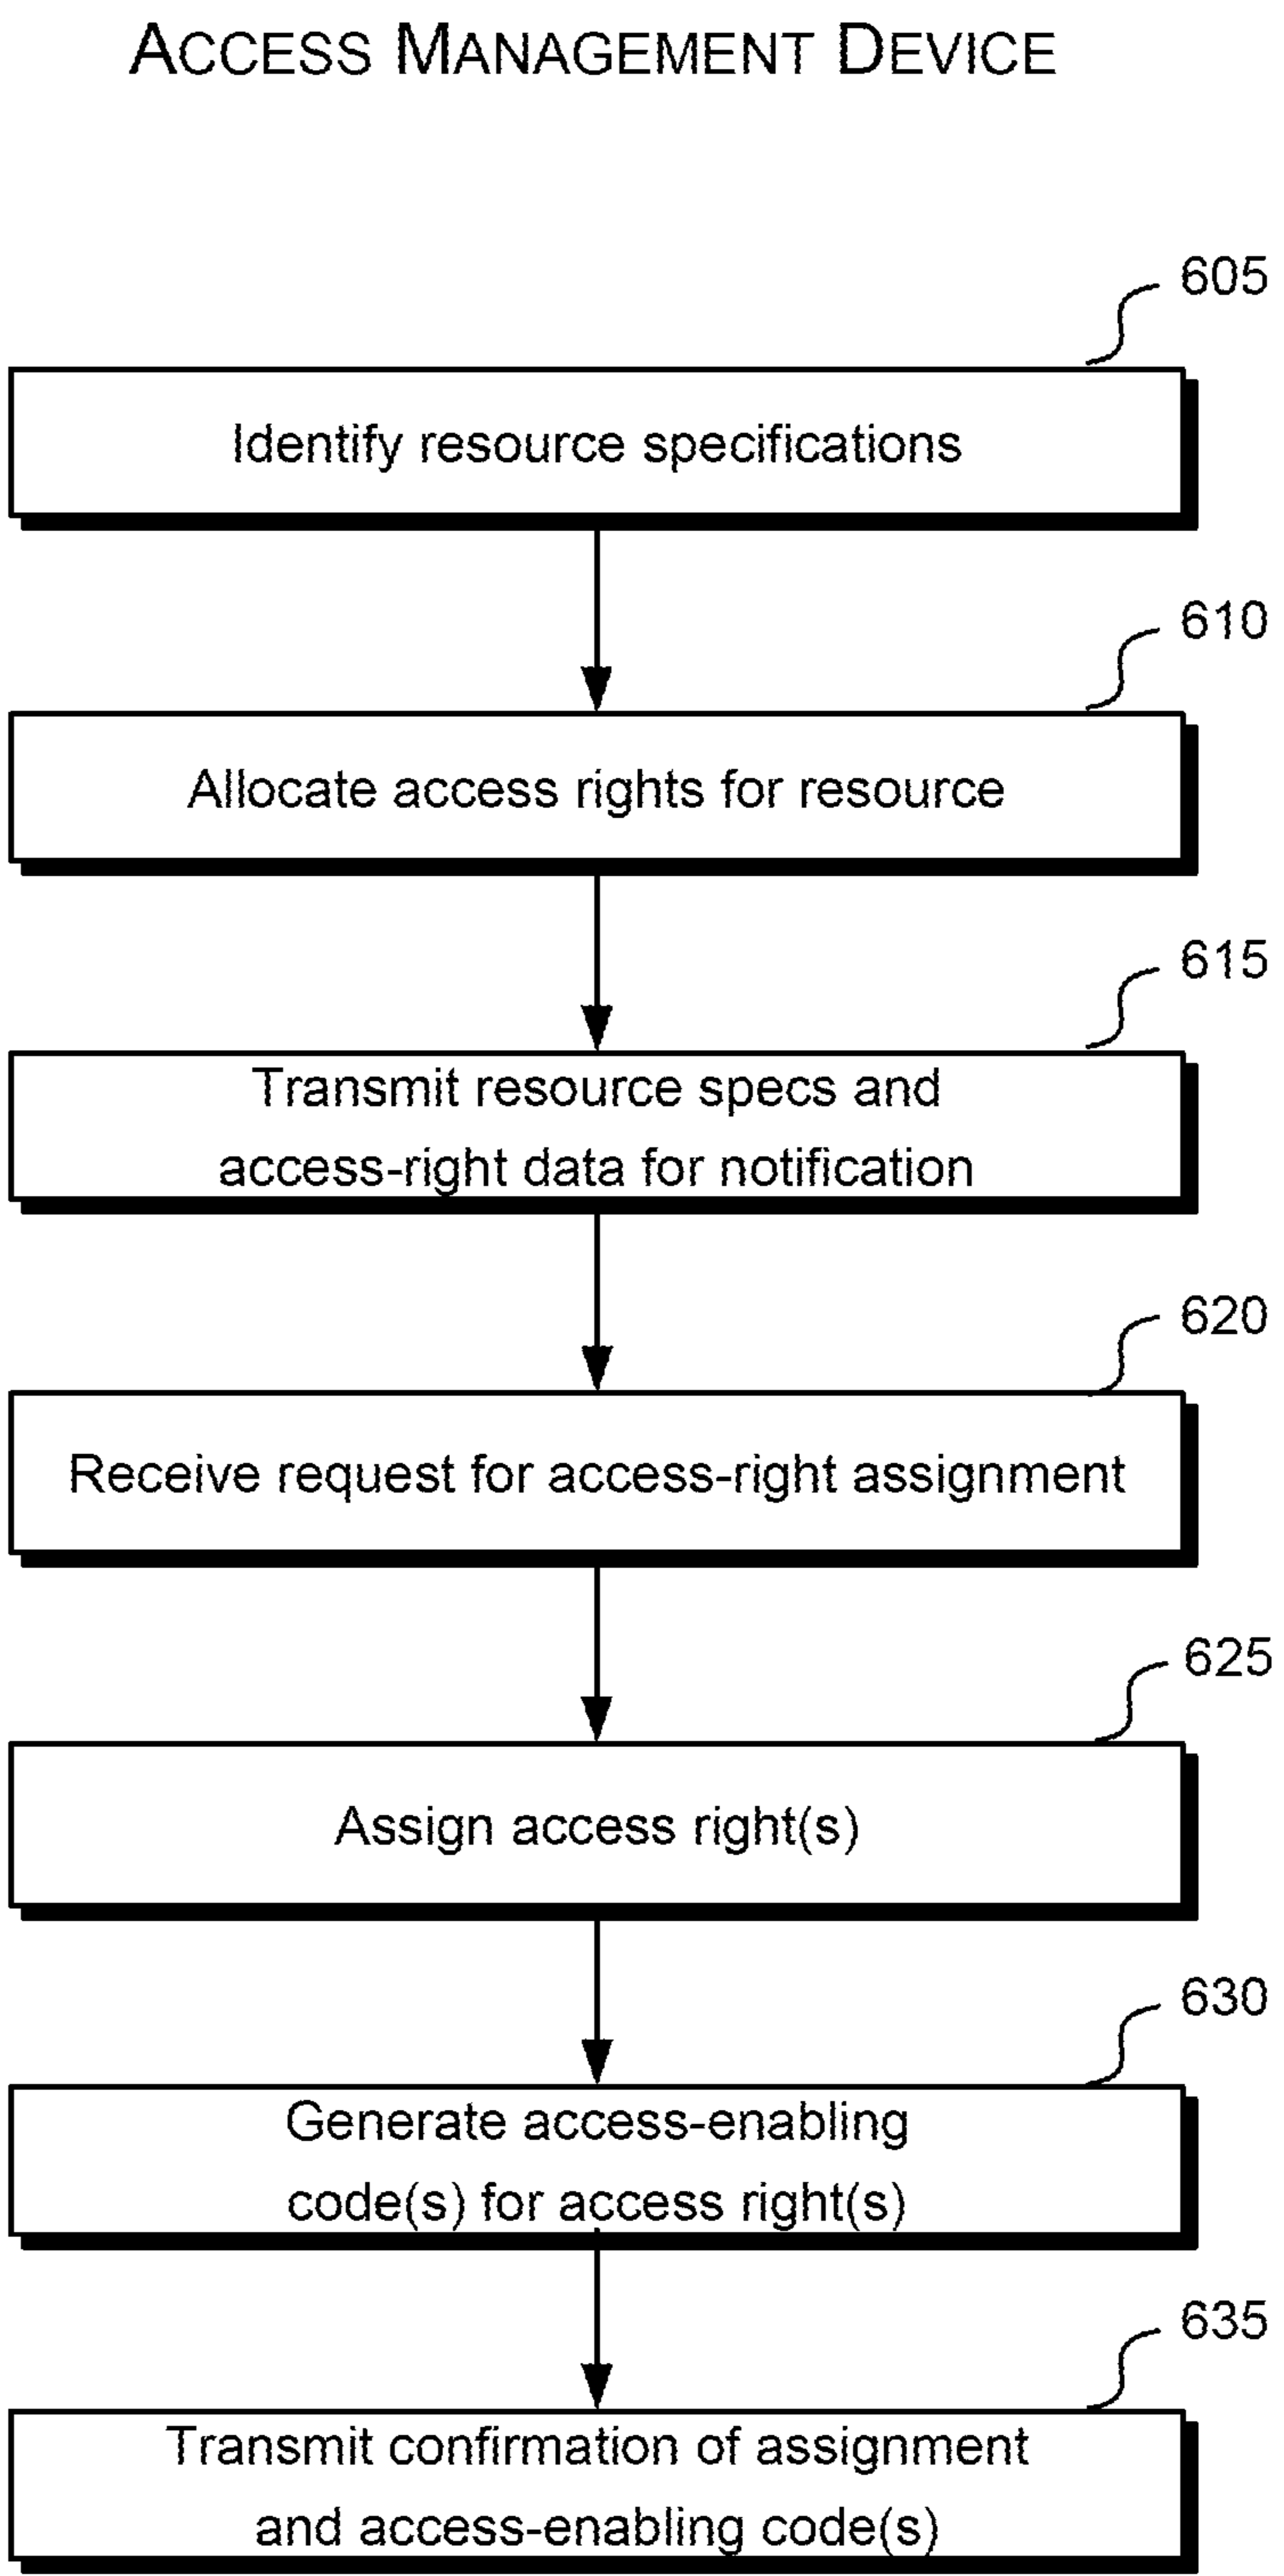 ACCESS MANAGEMENT DEVICE
605
Identify resource specifications
610
Allocate access rights for resource
615
Transmit resource specs and
access-right data for notification
620
Receive request for access-right assignment
625
Assign access right(s)
630
Generate access-enabling
code(s) for access right(s)
635
Transmit confirmation of assignment
and access-enabling code(s)